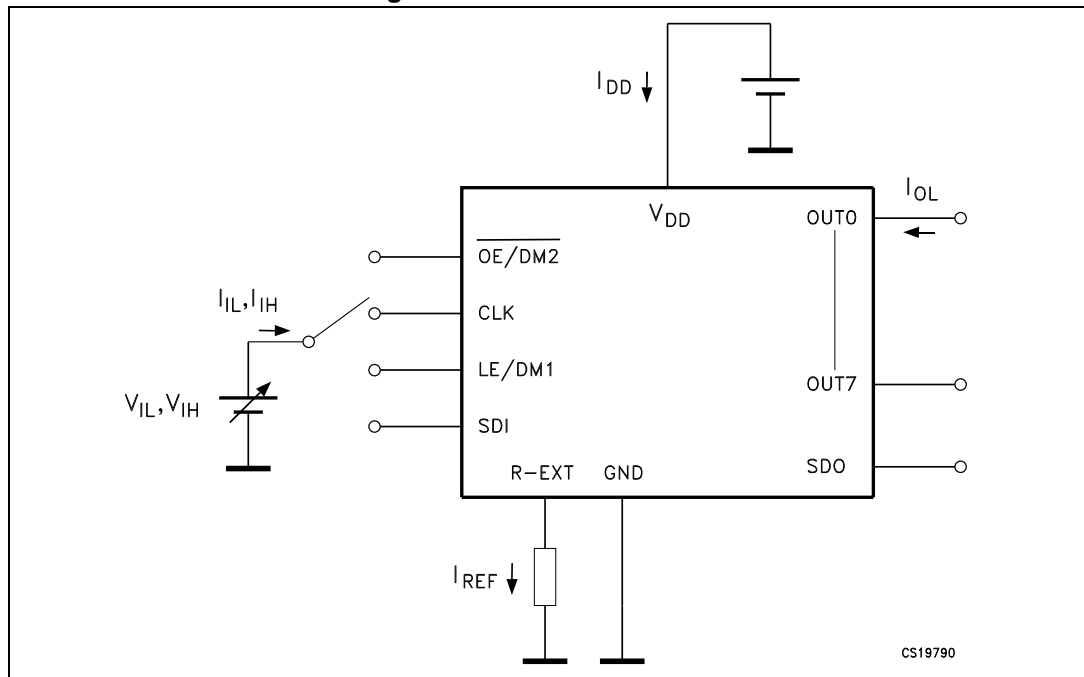 I_DD
V_DD
OUT0
I_OL
OE/DM2
I_IL,I_IH
CLK
LE/DM1
OUT7
V_IL,V_IH
SDI
SDO
R-EXT
GND
I_REF
CS19790